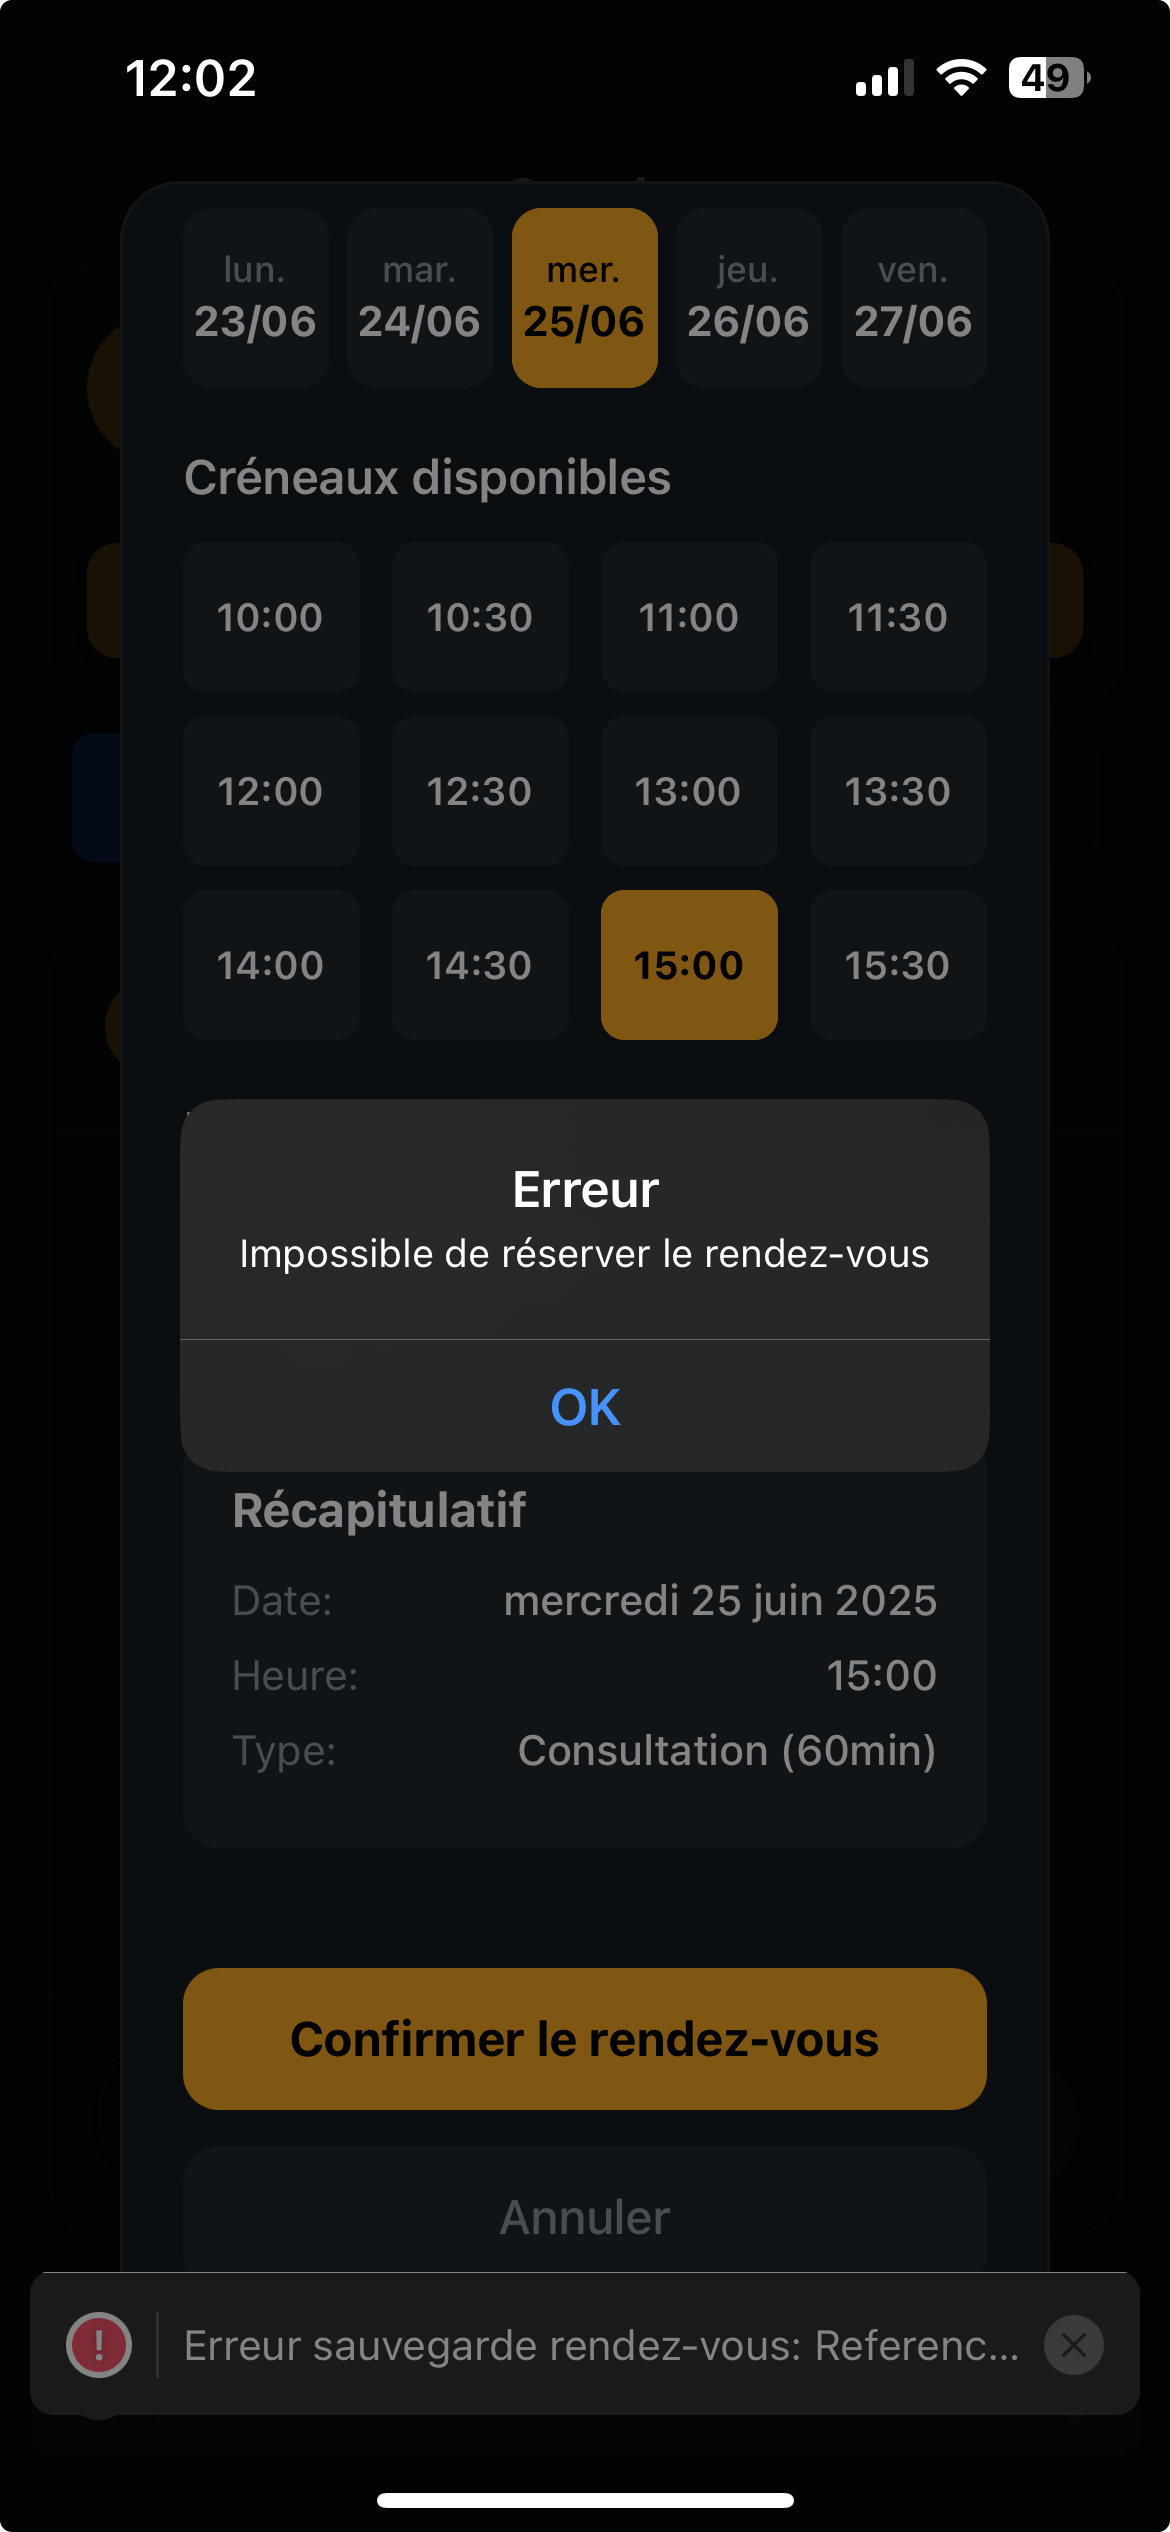 12:02
49
lun. mar. mer. jeu. ven.
23/06 24/06 25/06 26/06 27/06
Créneaux disponibles
10:00 10:30 11:00 11:30
12:00 12:30 13:00 13:30
14:00 14:30 15:00 15:30
Erreur
Impossible de réserver le rendez-vous
OK
Récapitulatif
Date: mercredi 25 juin 2025
Heure: 15:00
Type: Consultation (60min)
Confirmer le rendez-vous
Annuler
! Erreur sauvegarde rendez-vous: Referenc...